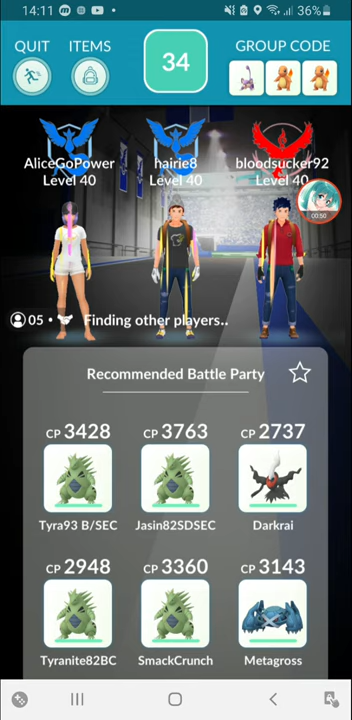 14:11
36%
QUIT
ITEMS
34
GROUP CODE
AliceGoPower
Level 40
hairie8
Level 40
bloodsucker92
Level 40
00:50
05 • Finding other players..
Recommended Battle Party
CP 3428
CP 3763
CP 2737
Tyra93 B/SEC
Jasin82SDSEC
Darkrai
CP 2948
CP 3360
CP 3143
Tyranite82BC
SmackCrunch
Metagross